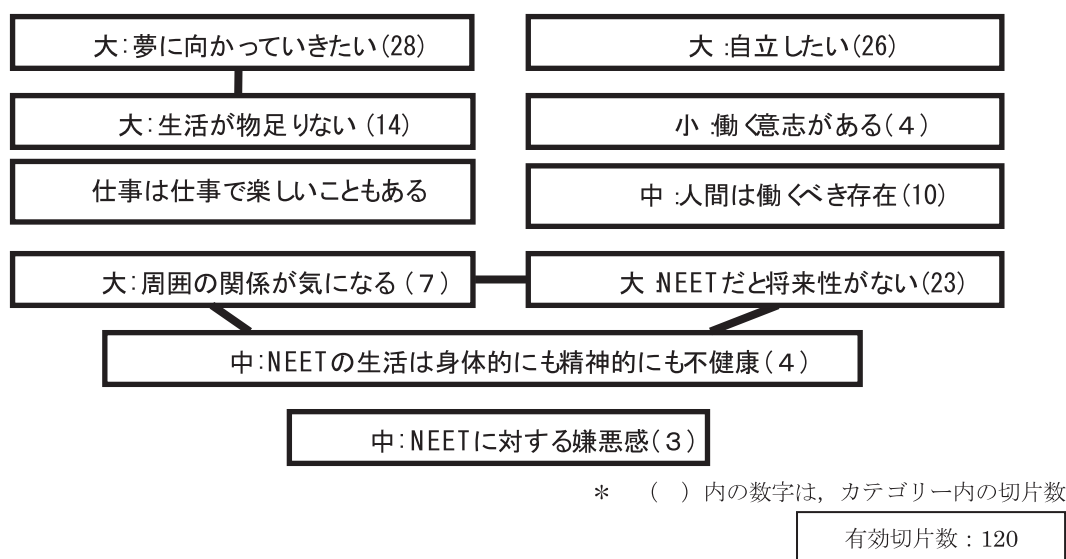 大:夢に向かっていきたい(28)
大:自立したい(26)
大:生活が物足りない(14)
小:働く意志がある(4)
仕事は仕事で楽しいこともある
中:人間は働くべき存在(10)
大:周囲の関係が気になる(7)
大:NEETだと将来性がない(23)
中:NEETの生活は身体的にも精神的にも不健康(4)
中:NEETに対する嫌悪感(3)
* ( )内の数字は,カテゴリー内の切片数
有効切片数:120